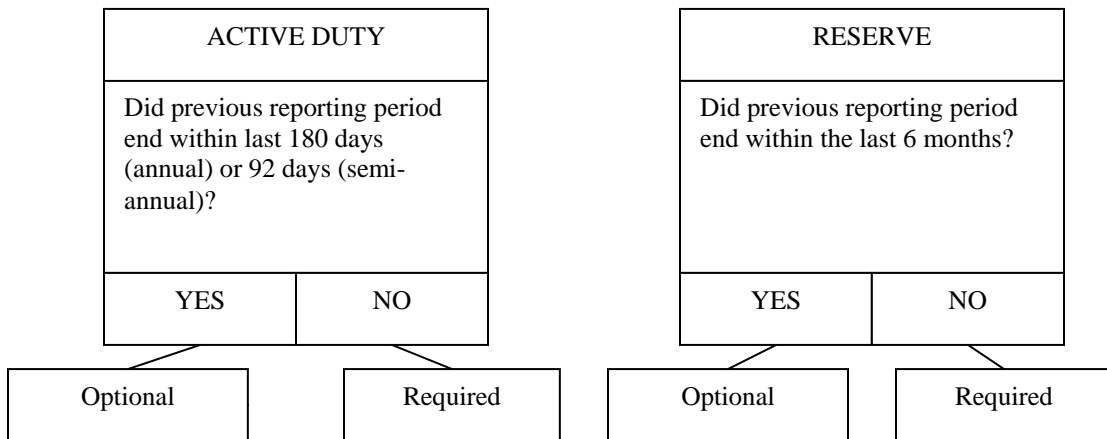 ACTIVE DUTY
Did previous reporting period
end within last 180 days
(annual) or 92 days (semi-
annual)?
YES
NO
Optional
Required
RESERVE
Did previous reporting period
end within the last 6 months?
YES
NO
Optional
Required